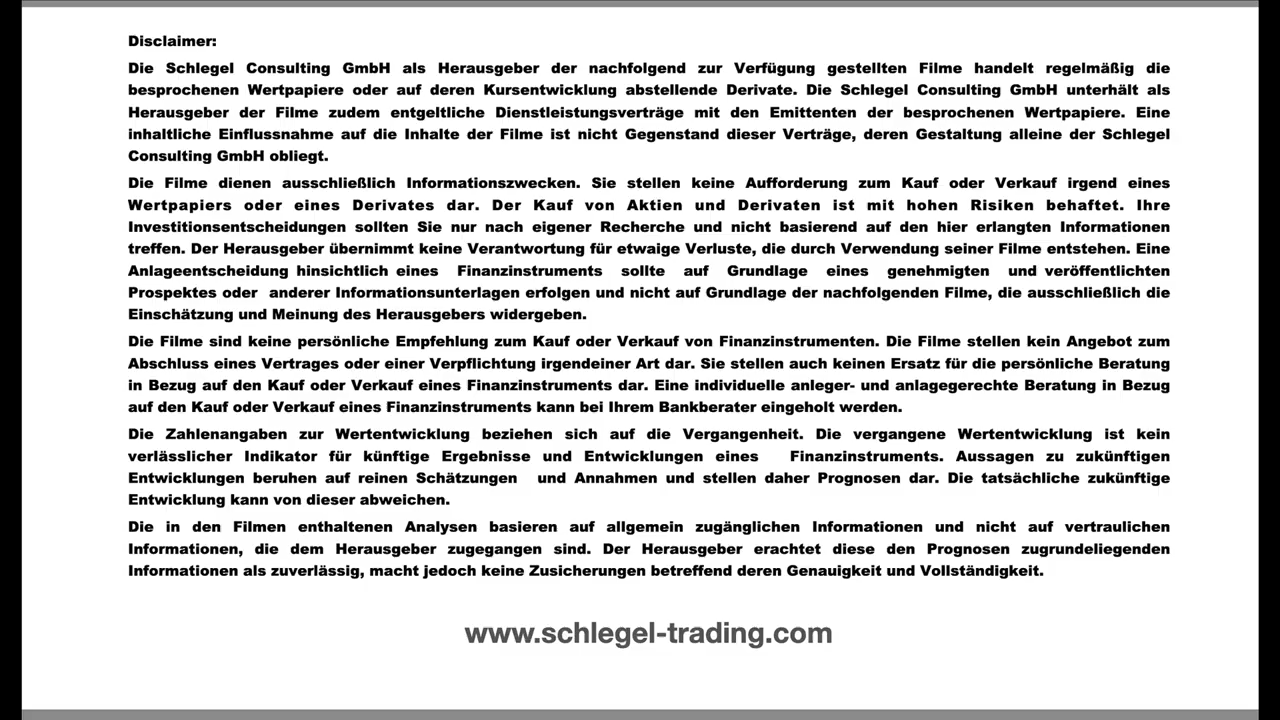 Disclaimer:
Die Schlegel Consulting GmbH als Herausgeber der nachfolgend zur Verfügung gestellten Filme handelt regelmäßig die
besprochenen Wertpapiere oder auf deren Kursentwicklung abstellende Derivate. Die Schlegel Consulting GmbH unterhält als
Herausgeber der Filme zudem entgeltliche Dienstleistungsverträge mit den Emittenten der besprochenen Wertpapiere. Eine
inhaltliche Einflussnahme auf die Inhalte der Filme ist nicht Gegenstand dieser Verträge, deren Gestaltung alleine der Schlegel
Consulting GmbH obliegt.
Die Filme dienen ausschließlich Informationszwecken. Sie stellen keine Aufforderung zum Kauf oder Verkauf irgend eines
Wertpapiers oder eines Derivates dar. Der Kauf von Aktien und Derivaten ist mit hohen Risiken behaftet. Ihre
Investitionsentscheidungen sollten Sie nur nach eigener Recherche und nicht basierend auf den hier erlangten Informationen
treffen. Der Herausgeber übernimmt keine Verantwortung für etwaige Verluste, die durch Verwendung seiner Filme entstehen. Eine
Anlageentscheidung hinsichtlich eines Finanzinstruments sollte auf Grundlage eines genehmigten und veröffentlichten
Prospektes oder anderer Informationsunterlagen erfolgen und nicht auf Grundlage der nachfolgenden Filme, die ausschließlich die
Einschätzung und Meinung des Herausgebers widergeben.
Die Filme sind keine persönliche Empfehlung zum Kauf oder Verkauf von Finanzinstrumenten. Die Filme stellen kein Angebot zum
Abschluss eines Vertrages oder einer Verpflichtung irgendeiner Art dar. Sie stellen auch keinen Ersatz für die persönliche Beratung
in Bezug auf den Kauf oder Verkauf eines Finanzinstruments dar. Eine individuelle anleger- und anlagegerechte Beratung in Bezug
auf den Kauf oder Verkauf eines Finanzinstruments kann bei Ihrem Bankberater eingeholt werden.
Die Zahlenangaben zur Wertentwicklung beziehen sich auf die Vergangenheit. Die vergangene Wertentwicklung ist kein
verlässlicher Indikator für künftige Ergebnisse und Entwicklungen eines Finanzinstruments. Aussagen zu zukünftigen
Entwicklungen beruhen auf reinen Schätzungen und Annahmen und stellen daher Prognosen dar. Die tatsächliche zukünftige
Entwicklung kann von dieser abweichen.
Die in den Filmen enthaltenen Analysen basieren auf allgemein zugänglichen Informationen und nicht auf vertraulichen
Informationen, die dem Herausgeber zugegangen sind. Der Herausgeber erachtet diese den Prognosen zugrundeliegenden
Informationen als zuverlässig, macht jedoch keine Zusicherungen betreffend deren Genauigkeit und Vollständigkeit.
www.schlegel-trading.com